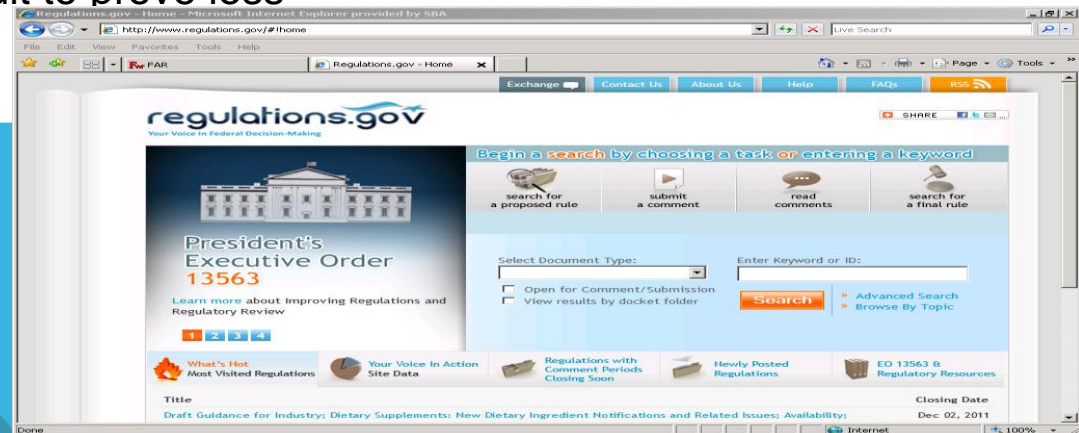 ult to prove loss
Regulations.gov - Home - Microsoft Internet Explorer provided by SBA
http://www.regulations.gov/#!home
Live Search
File Edit View Favorites Tools Help
FAR
Regulations.gov - Home
Page Tools
Exchange Contact Us About Us Help FAQs RSS
regulations.gov
Your Voice in Federal Decision-Making
SHARE
Begin a search by choosing a task or entering a keyword
search for a proposed rule
submit a comment
read comments
search for a final rule
President's
Executive Order
13563
Learn more about Improving Regulations and
Regulatory Review
1 2 3 4
Select Document Type:
Open for Comment/Submission
View results by docket folder
Enter Keyword or ID:
Search
» Advanced Search
» Browse By Topic
What's Hot
Most Visited Regulations
Your Voice In Action
Site Data
Regulations with
Comment Periods
Closing Soon
Newly Posted
Regulations
EO 13563 &
Regulatory Resources
Title Closing Date
Draft Guidance for Industry; Dietary Supplements: New Dietary Ingredient Notifications and Related Issues; Availability; Dec 02, 2011
Done Internet 100%